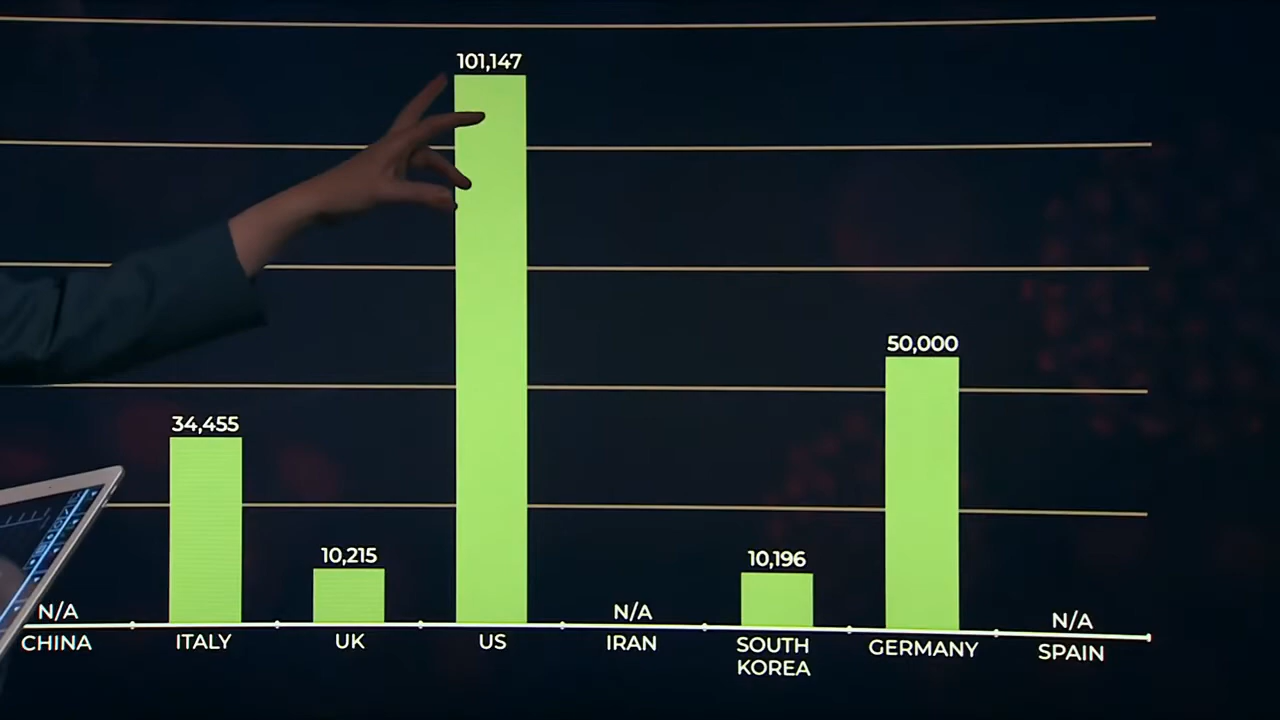 101,147
50,000
34,455
10,215
10,196
N/A
N/A
N/A
CHINA
ITALY
UK
US
IRAN
SOUTH
KOREA
GERMANY
SPAIN